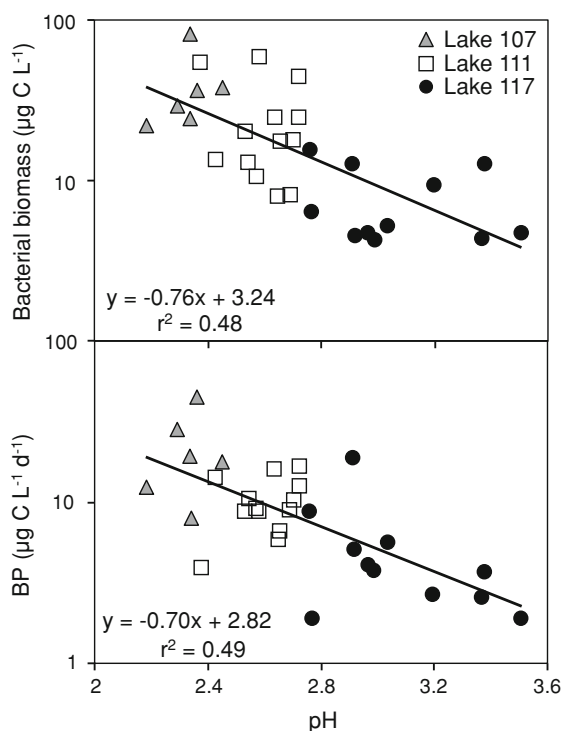 100
Lake 107
Lake 111
Lake 117
Bacterial biomass (µg C L⁻¹)
10
y = -0.76x + 3.24
r² = 0.48
100
BP (µg C L⁻¹ d⁻¹)
10
y = -0.70x + 2.82
r² = 0.49
1
2 2.4 2.8 3.2 3.6
pH